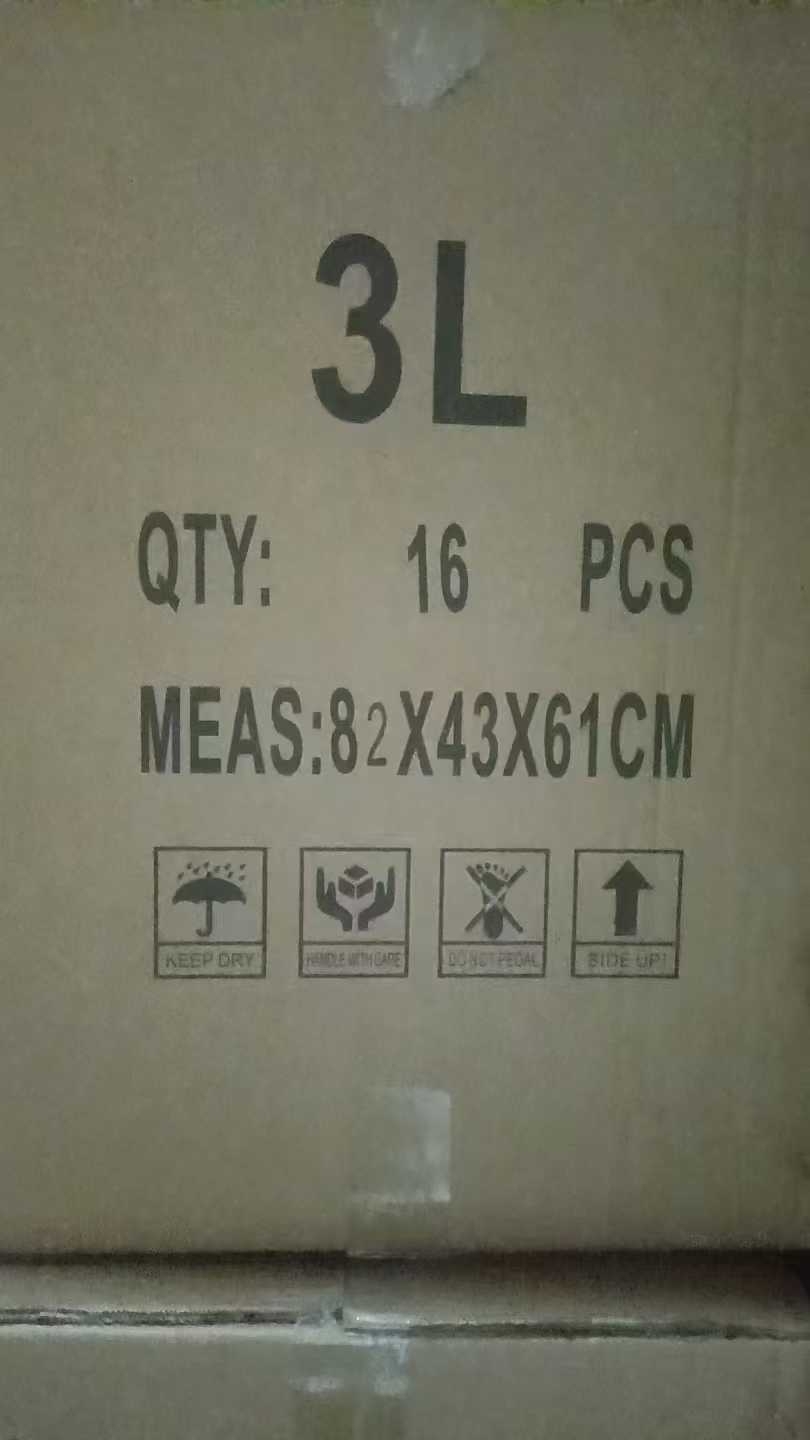 3L
QTY: 16 PCS
MEAS:82X43X61CM
KEEP DRY
HANDLE WITH CARE
DO NOT PEDAL
SIDE UP!